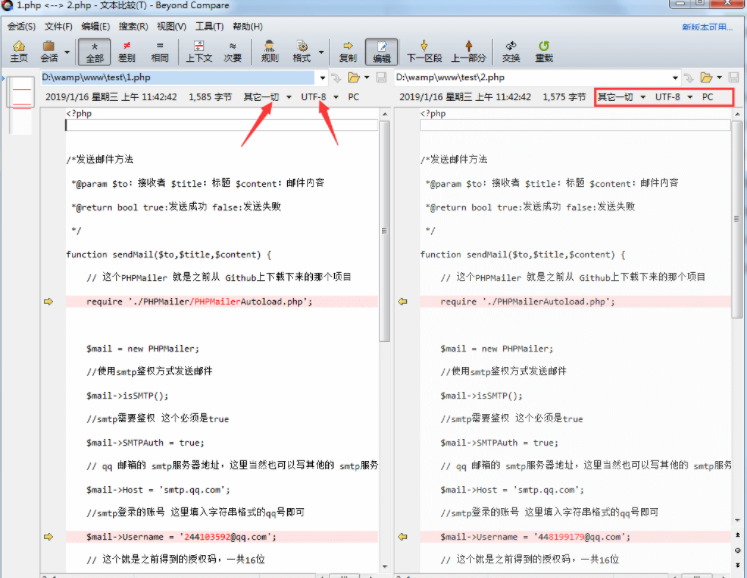 1.php <--> 2.php - 文本比较(T) - Beyond Compare
会话(S) 文件(F) 编辑(E) 搜索(R) 视图(V) 工具(T) 帮助(H)
新版本可用...
主页 会话 全部 差别 相同 上下文 次要 规则 格式 复制 编辑 下一区段 上一部分 交换 重载
D:\wamp\www\test\1.php
D:\wamp\www\test\2.php
2019/1/16 星期三 上午 11:42:42 1,585 字节 其它一切 UTF-8 PC
2019/1/16 星期三 上午 11:42:42 1,575 字节 其它一切 UTF-8 PC
<?php
/*发送邮件方法
*@param $to：接收者 $title：标题 $content：邮件内容
*@return bool true:发送成功 false:发送失败
*/
function sendMail($to,$title,$content) {
// 这个PHPMailer 就是之前从 Github上下载下来的那个项目
require './PHPMailer/PHPMailerAutoload.php';
$mail = new PHPMailer;
//使用smtp鉴权方式发送邮件
$mail->isSMTP();
//smtp需要鉴权 这个必须是true
$mail->SMTPAuth = true;
// qq 邮箱的 smtp服务器地址，这里当然也可以写其他的 smtp服务
$mail->Host = 'smtp.qq.com';
//smtp登录的账号 这里填入字符串格式的qq号即可
$mail->Username = '244103592@qq.com';
// 这个就是之前得到的授权码，一共16位
<?php
/*发送邮件方法
*@param $to：接收者 $title：标题 $content：邮件内容
*@return bool true:发送成功 false:发送失败
*/
function sendMail($to,$title,$content) {
// 这个PHPMailer 就是之前从 Github上下载下来的那个项目
require './PHPMailerAutoload.php';
$mail = new PHPMailer;
//使用smtp鉴权方式发送邮件
$mail->isSMTP();
//smtp需要鉴权 这个必须是true
$mail->SMTPAuth = true;
// qq 邮箱的 smtp服务器地址，这里当然也可以写其他的 smtp服务
$mail->Host = 'smtp.qq.com';
//smtp登录的账号 这里填入字符串格式的qq号即可
$mail->Username = '448199179@qq.com';
// 这个就是之前得到的授权码，一共16位